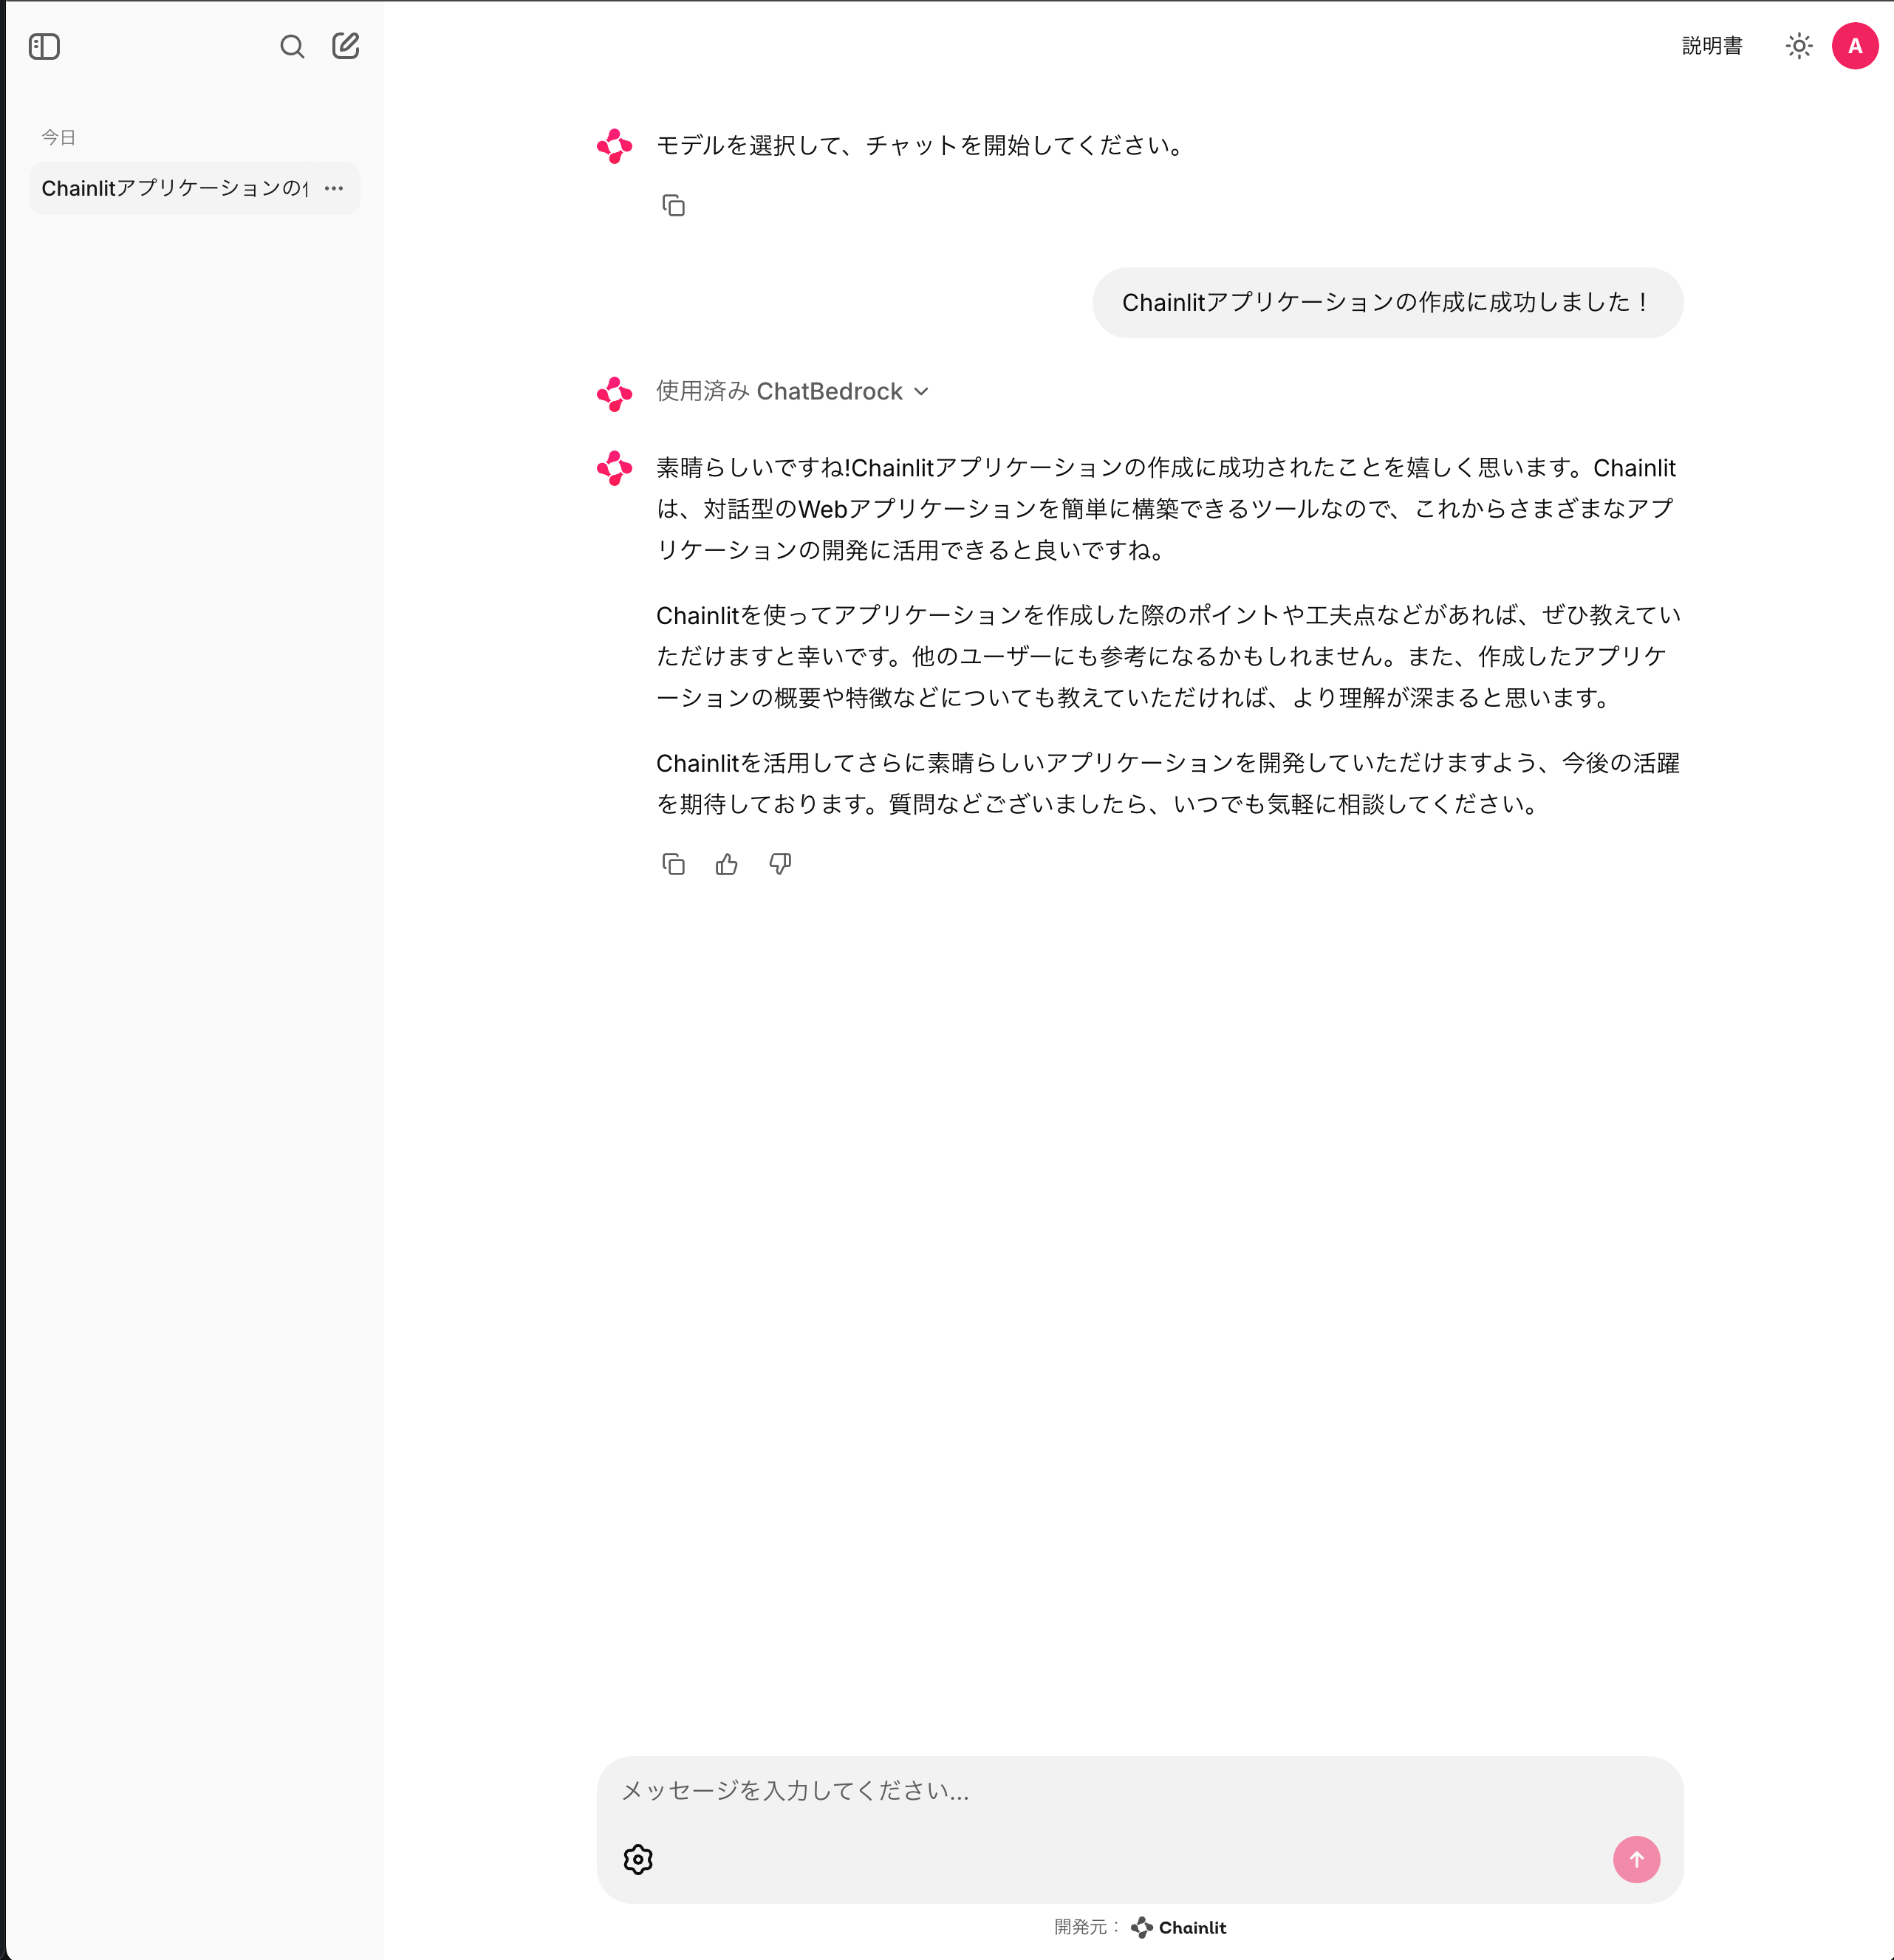 説明書
A
今日
Chainlitアプリケーションの
モデルを選択して、チャットを開始してください。
Chainlitアプリケーションの作成に成功しました！
使用済み ChatBedrock
素晴らしいですね!Chainlitアプリケーションの作成に成功されたことを嬉しく思います。Chainlit
は、対話型のWebアプリケーションを簡単に構築できるツールなので、これからさまざまなアプ
リケーションの開発に活用できると良いですね。
Chainlitを使ってアプリケーションを作成した際のポイントや工夫点などがあれば、ぜひ教えてい
ただけますと幸いです。他のユーザーにも参考になるかもしれません。また、作成したアプリケ
ーションの概要や特徴などについても教えていただければ、より理解が深まると思います。
Chainlitを活用してさらに素晴らしいアプリケーションを開発していただけますよう、今後の活躍
を期待しております。質問などございましたら、いつでも気軽に相談してください。
メッセージを入力してください...
開発元： Chainlit